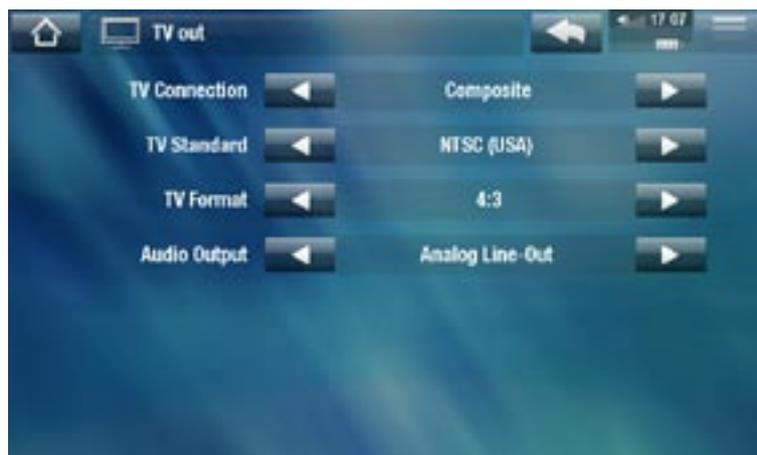 TV out
17 07
TV Connection
Composite
TV Standard
NTSC (USA)
TV Format
4:3
Audio Output
Analog Line-Out